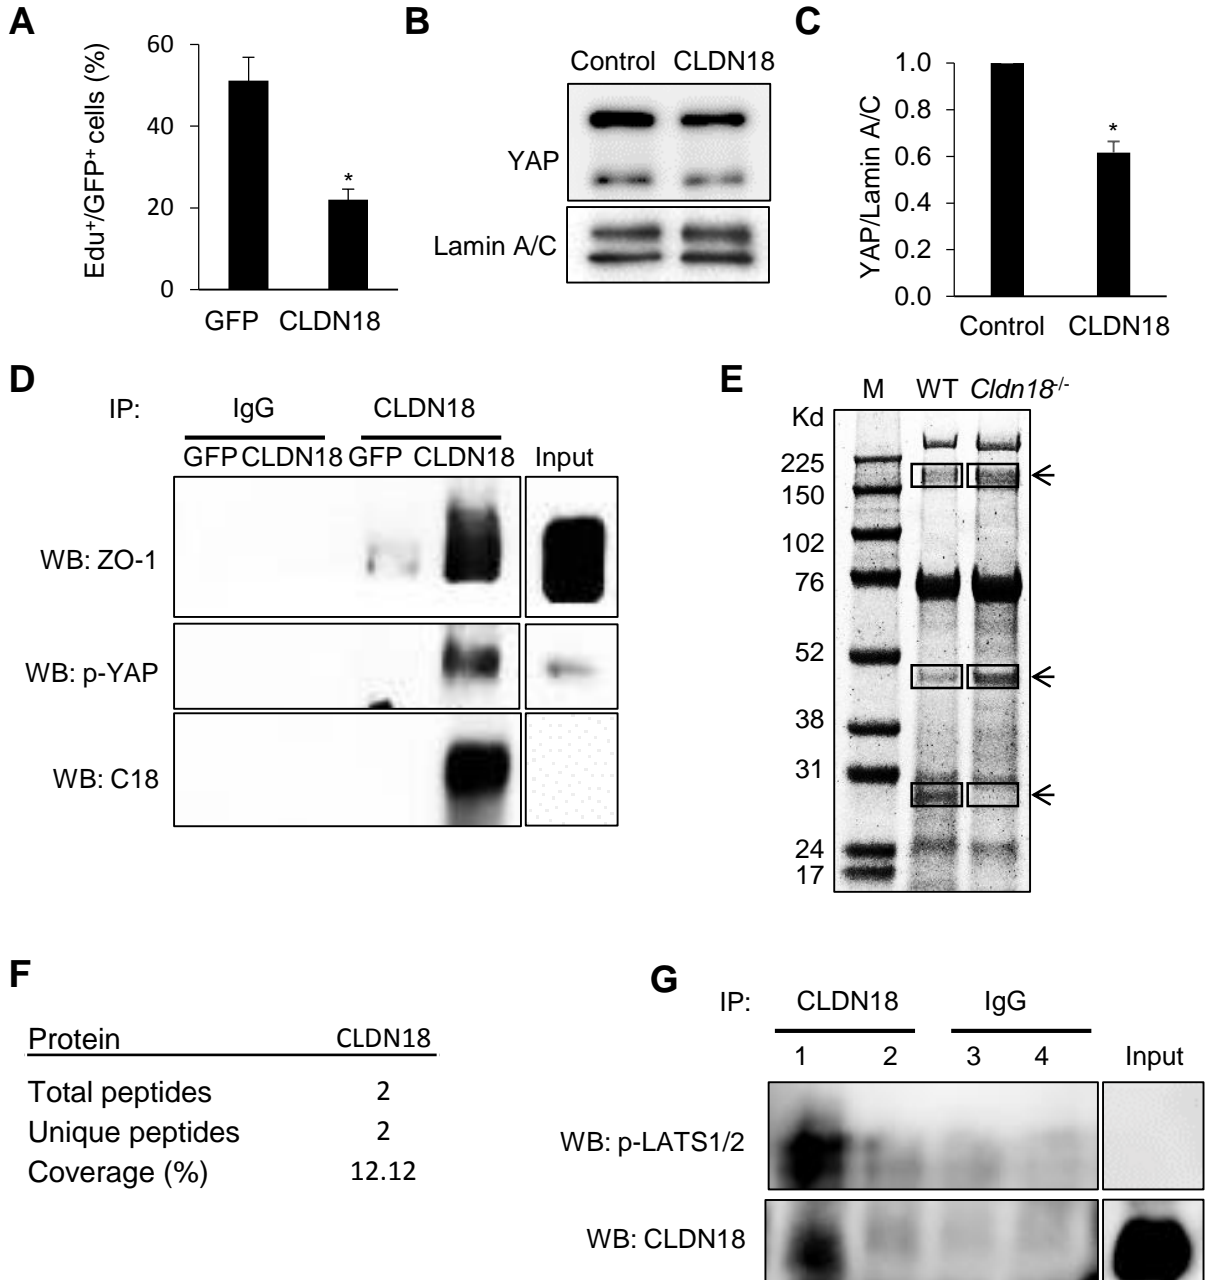 A
Edu+/GFP+ cells (%)
60
40
20
0
*
GFP CLDN18
B
Control CLDN18
YAP
Lamin A/C
C
YAP/Lamin A/C
1.0
0.8
0.6
0.4
0.2
0.0
*
Control CLDN18
D
IP: IgG CLDN18
GFP CLDN18 GFP CLDN18 Input
WB: ZO-1
WB: p-YAP
WB: C18
E
M WT Cldn18-/-
Kd
225
150
102
76
52
38
31
24
17
F
Protein CLDN18
Total peptides 2
Unique peptides 2
Coverage (%) 12.12
G
IP: CLDN18 IgG
1 2 3 4 Input
WB: p-LATS1/2
WB: CLDN18